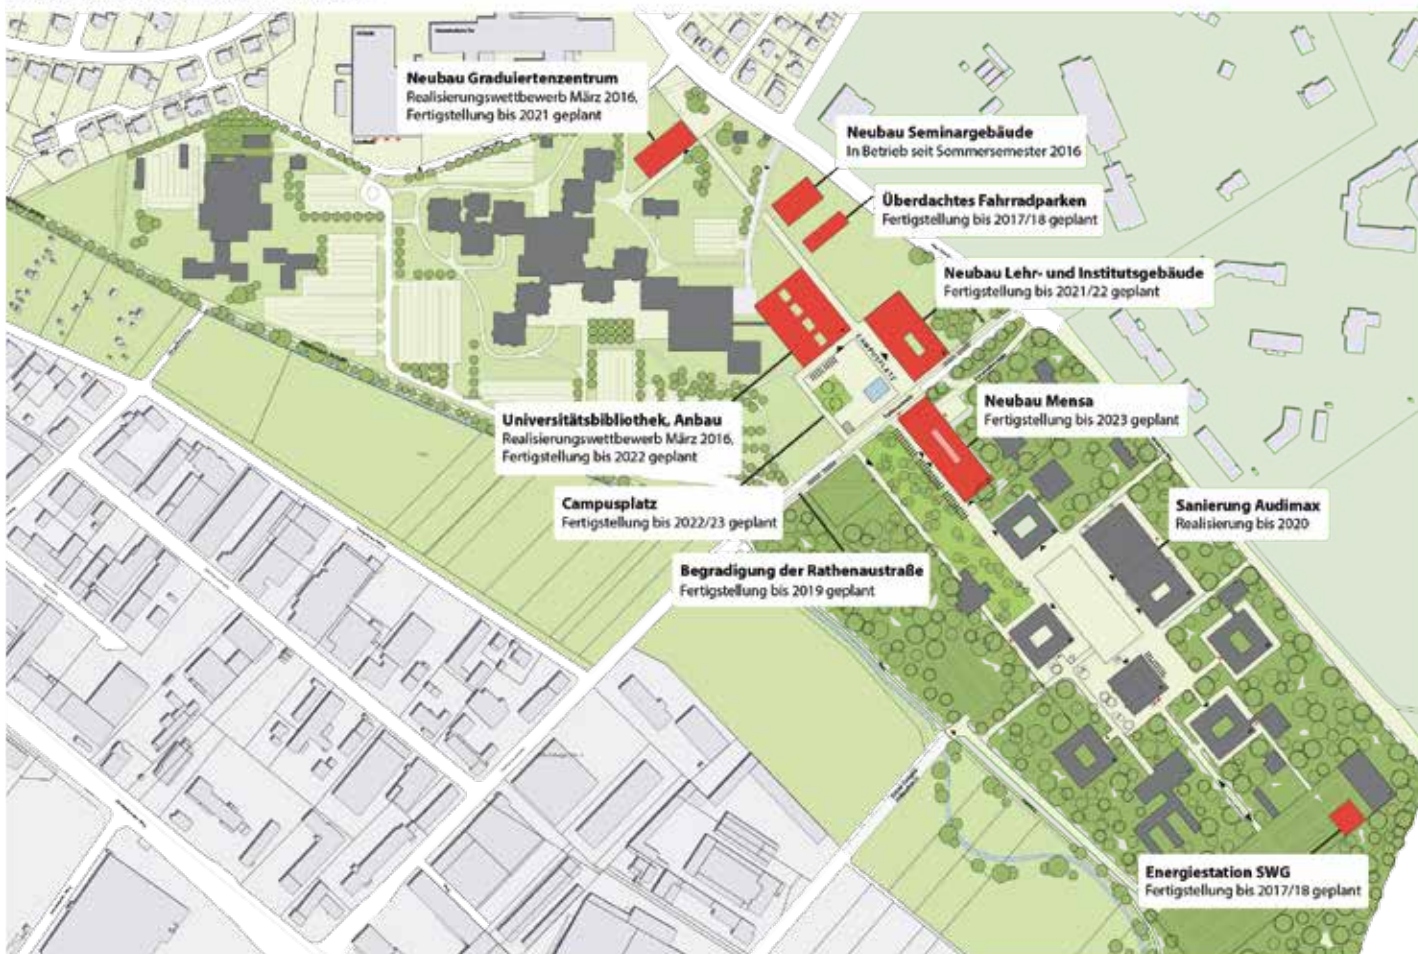 Neubau Graduiertenzentrum
Realisierungswettbewerb März 2016,
Fertigstellung bis 2021 geplant
Neubau Seminargebäude
In Betrieb seit Sommersemester 2016
Überdachtes Fahrradparken
Fertigstellung bis 2017/18 geplant
Neubau Lehr- und Institutsgebäude
Fertigstellung bis 2021/22 geplant
CAMPUSPLATZ
Neubau Mensa
Fertigstellung bis 2023 geplant
Universitätsbibliothek, Anbau
Realisierungswettbewerb März 2016,
Fertigstellung bis 2022 geplant
Campusplatz
Fertigstellung bis 2022/23 geplant
Sanierung Audimax
Realisierung bis 2020
Begradigung der Rathenaustraße
Fertigstellung bis 2019 geplant
Energiestation SWG
Fertigstellung bis 2017/18 geplant